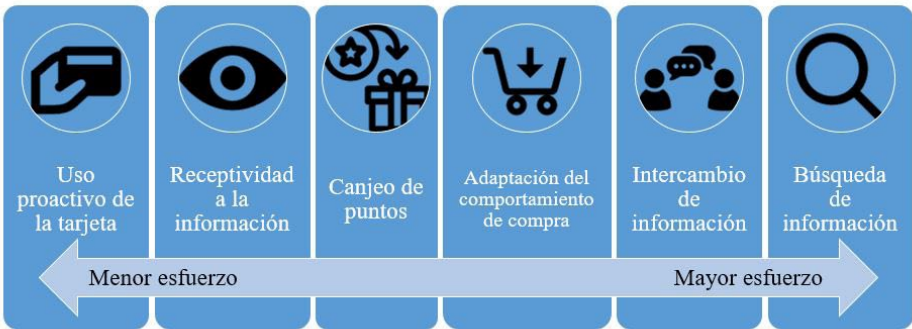 Uso
proactivo de
la tarjeta
Receptividad
a la
información
Canjeo de
puntos
Adaptación del
comportamiento
de compra
Intercambio
de
información
Búsqueda
de
información
Menor esfuerzo
Mayor esfuerzo